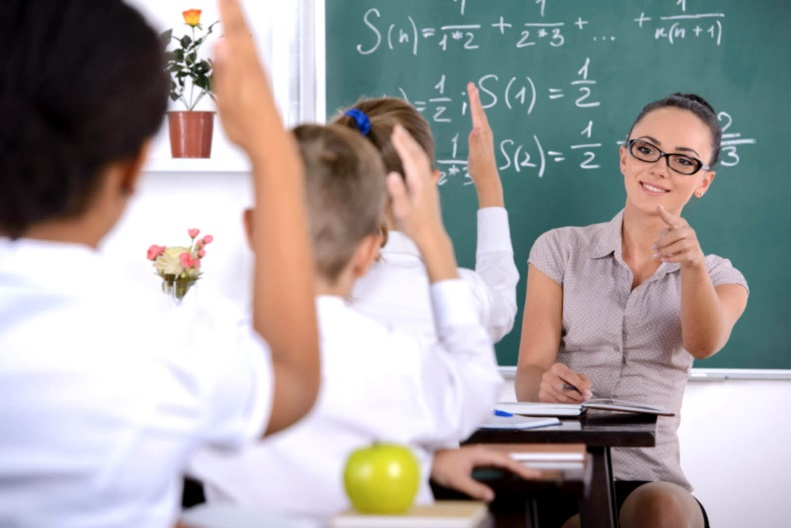 S(n)= 1/1*2 + 1/2*3 + ... + 1/n(n+1)
)= 1/2 ; S(1) = 1/2
1/2*3 S(2) = 1/2 2/3